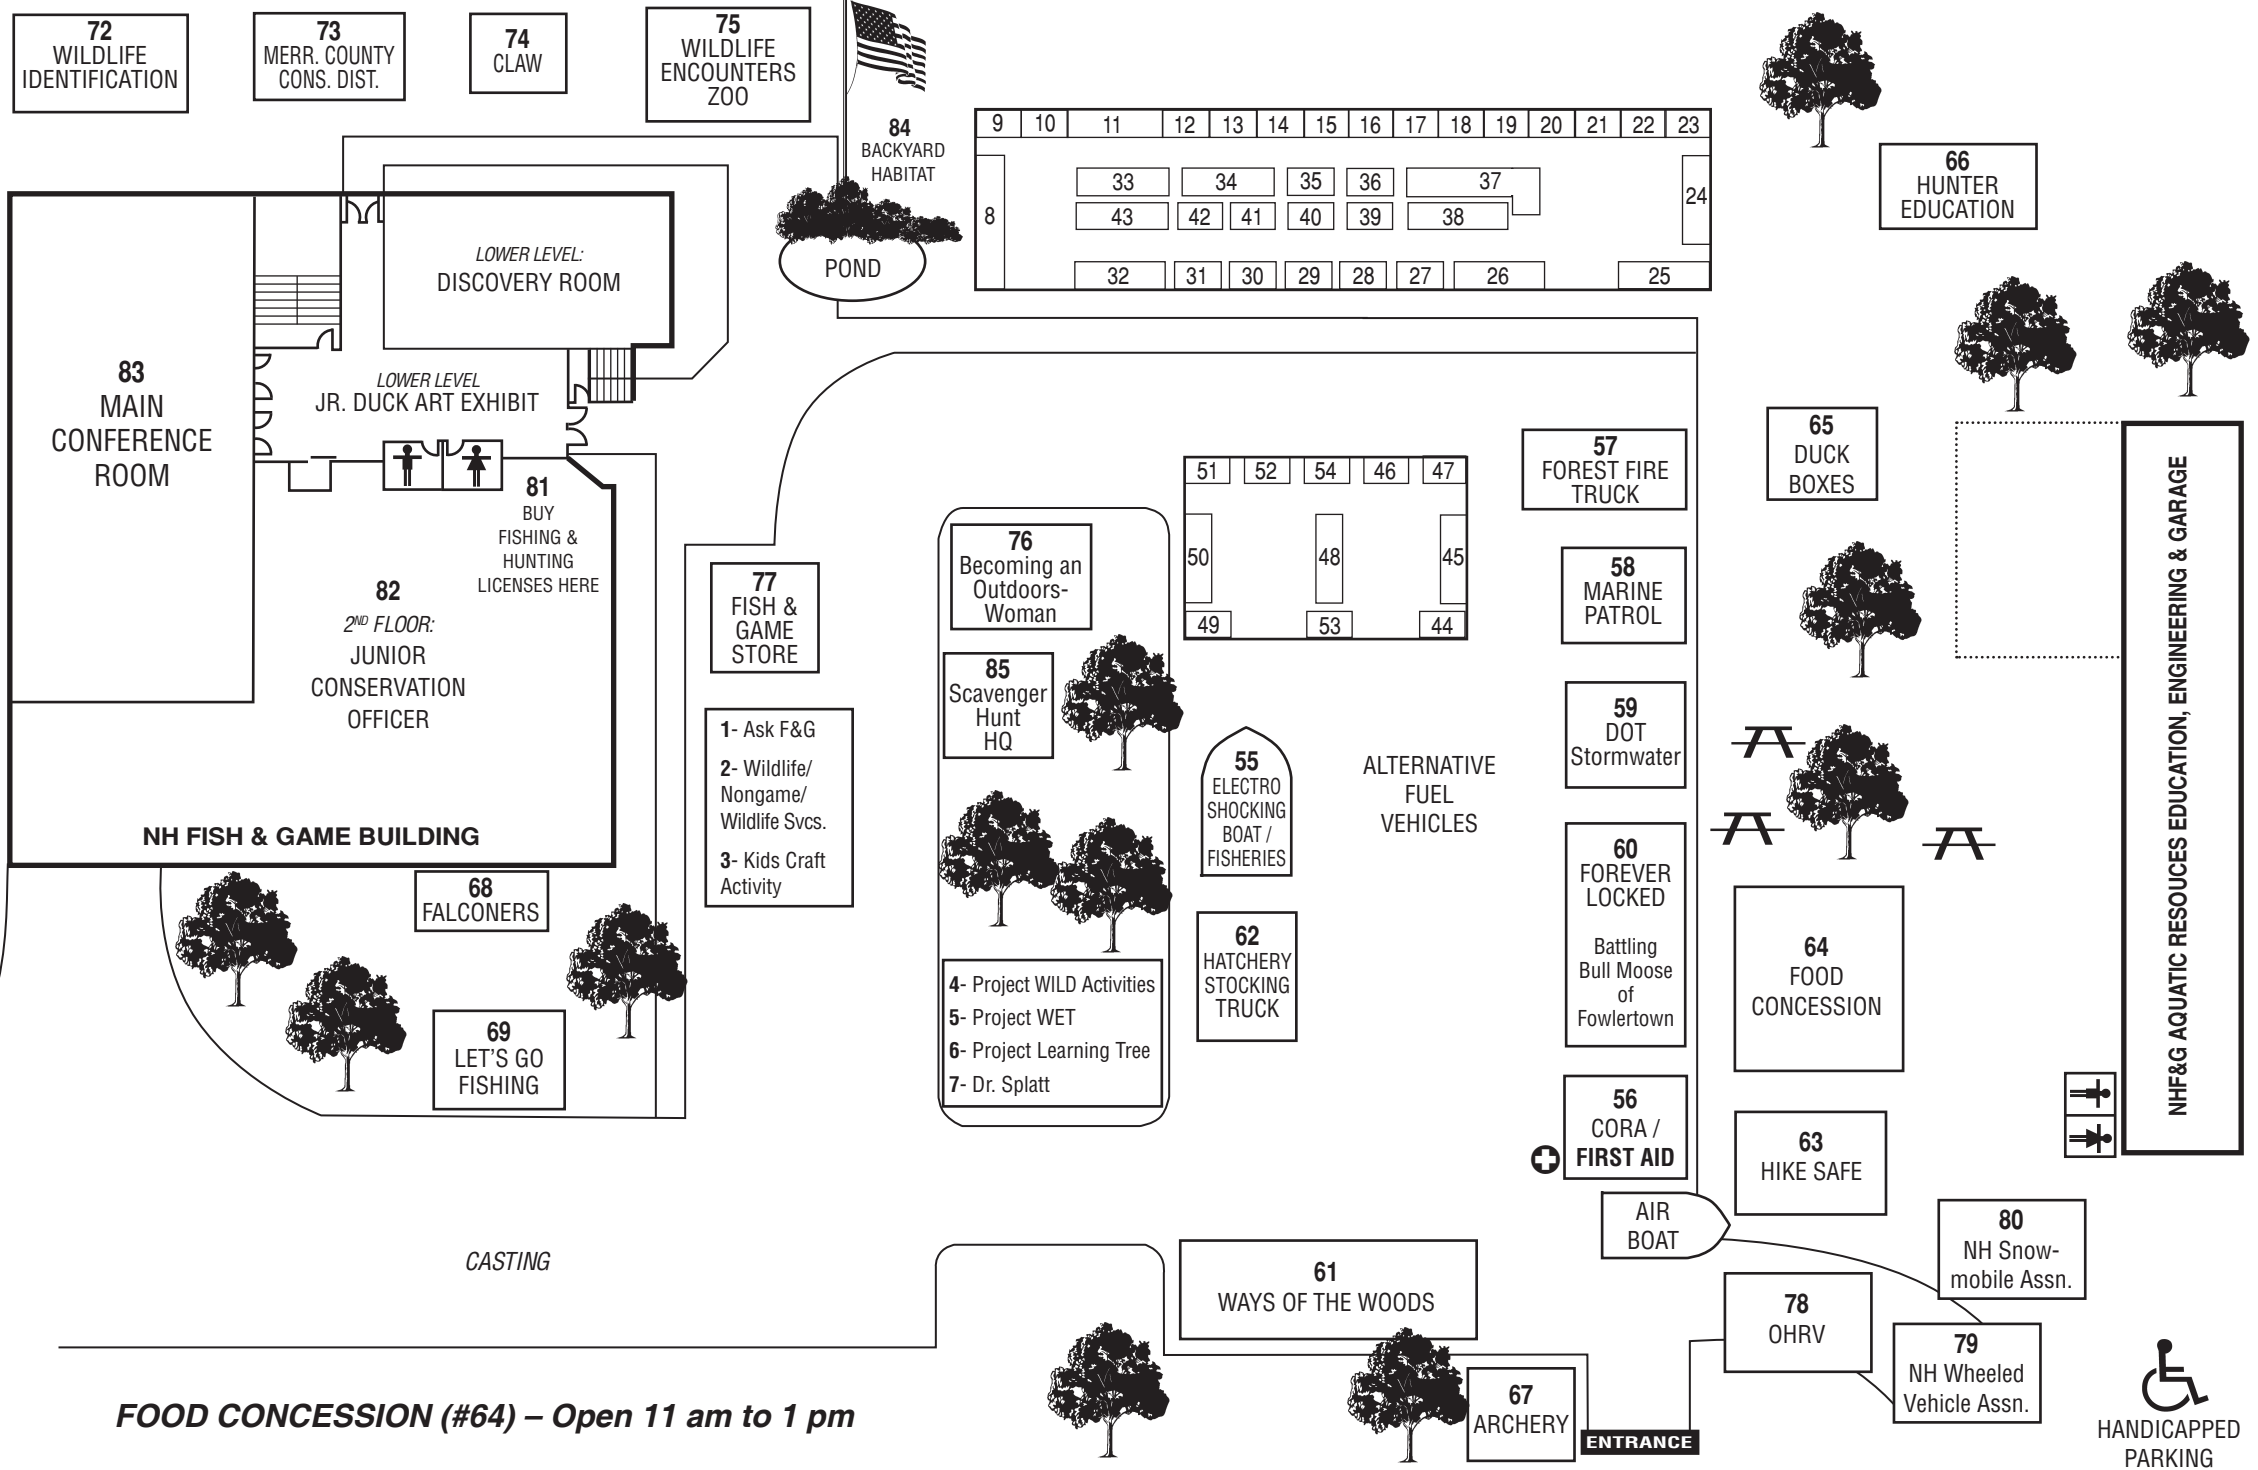 72
WILDLIFE
IDENTIFICATION
73
MERR. COUNTY
CONS. DIST.
74
CLAW
75
WILDLIFE
ENCOUNTERS
ZOO
84
BACKYARD
HABITAT
POND
9 10 11 12 13 14 15 16 17 18 19 20 21 22 23
33 34 35 36 37
43 42 41 40 39 38
8
24
32 31 30 29 28 27 26 25
66
HUNTER
EDUCATION
LOWER LEVEL:
DISCOVERY ROOM
LOWER LEVEL
JR. DUCK ART EXHIBIT
83
MAIN
CONFERENCE
ROOM
81
BUY
FISHING &
HUNTING
LICENSES HERE
82
2ND FLOOR:
JUNIOR
CONSERVATION
OFFICER
NH FISH & GAME BUILDING
77
FISH &
GAME
STORE
1- Ask F&G
2- Wildlife/
Nongame/
Wildlife Svcs.
3- Kids Craft
Activity
76
Becoming an
Outdoors-
Woman
85
Scavenger
Hunt
HQ
4- Project WILD Activities
5- Project WET
6- Project Learning Tree
7- Dr. Splatt
51 52 54 46 47
50 48 45
49 53 44
55
ELECTRO
SHOCKING
BOAT /
FISHERIES
62
HATCHERY
STOCKING
TRUCK
ALTERNATIVE
FUEL
VEHICLES
57
FOREST FIRE
TRUCK
58
MARINE
PATROL
59
DOT
Stormwater
60
FOREVER
LOCKED
Battling
Bull Moose
of
Fowlertown
56
CORA /
FIRST AID
AIR
BOAT
65
DUCK
BOXES
64
FOOD
CONCESSION
63
HIKE SAFE
NHF&G AQUATIC RESOUCES EDUCATION, ENGINEERING & GARAGE
80
NH Snow-
mobile Assn.
78
OHRV
79
NH Wheeled
Vehicle Assn.
HANDICAPPED
PARKING
68
FALCONERS
69
LET'S GO
FISHING
CASTING
61
WAYS OF THE WOODS
67
ARCHERY
ENTRANCE
FOOD CONCESSION (#64) – Open 11 am to 1 pm